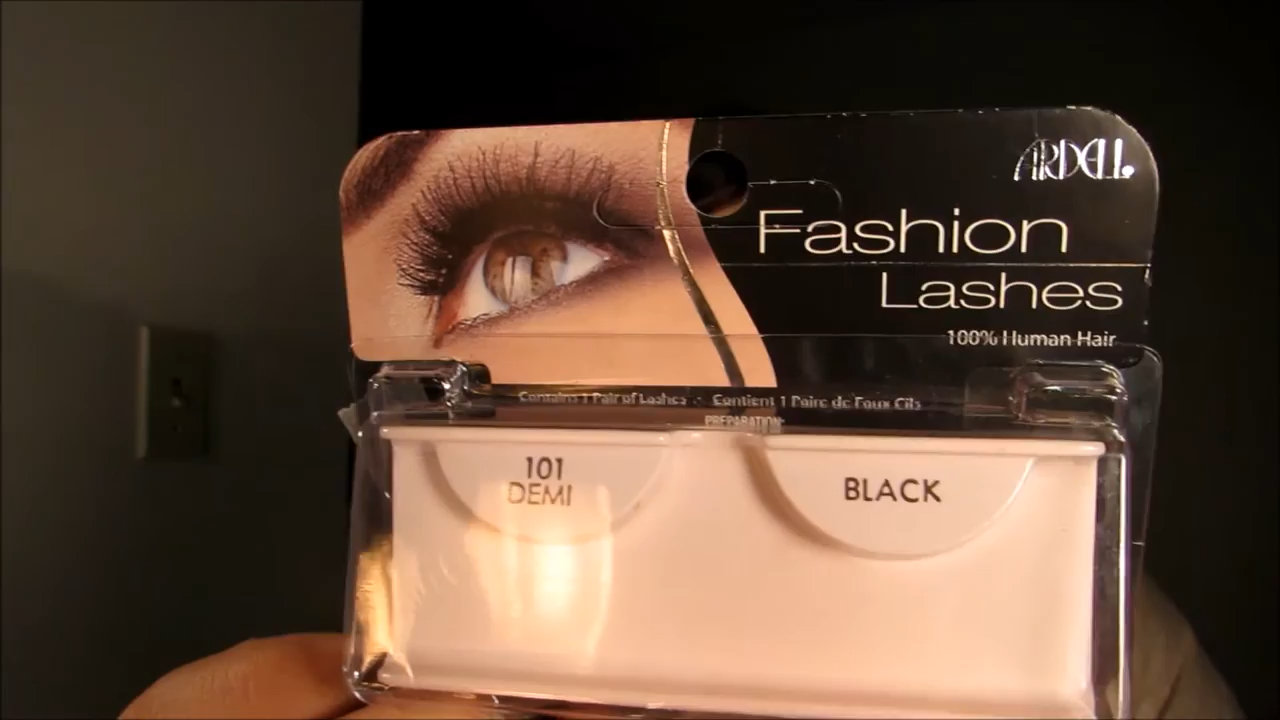 ARDELL
Fashion
Lashes
100% Human Hair
Contains 1 Pair of Lashes - Contient 1 Paire de Faux Cils
PREPARATION:
101
DEMI
BLACK